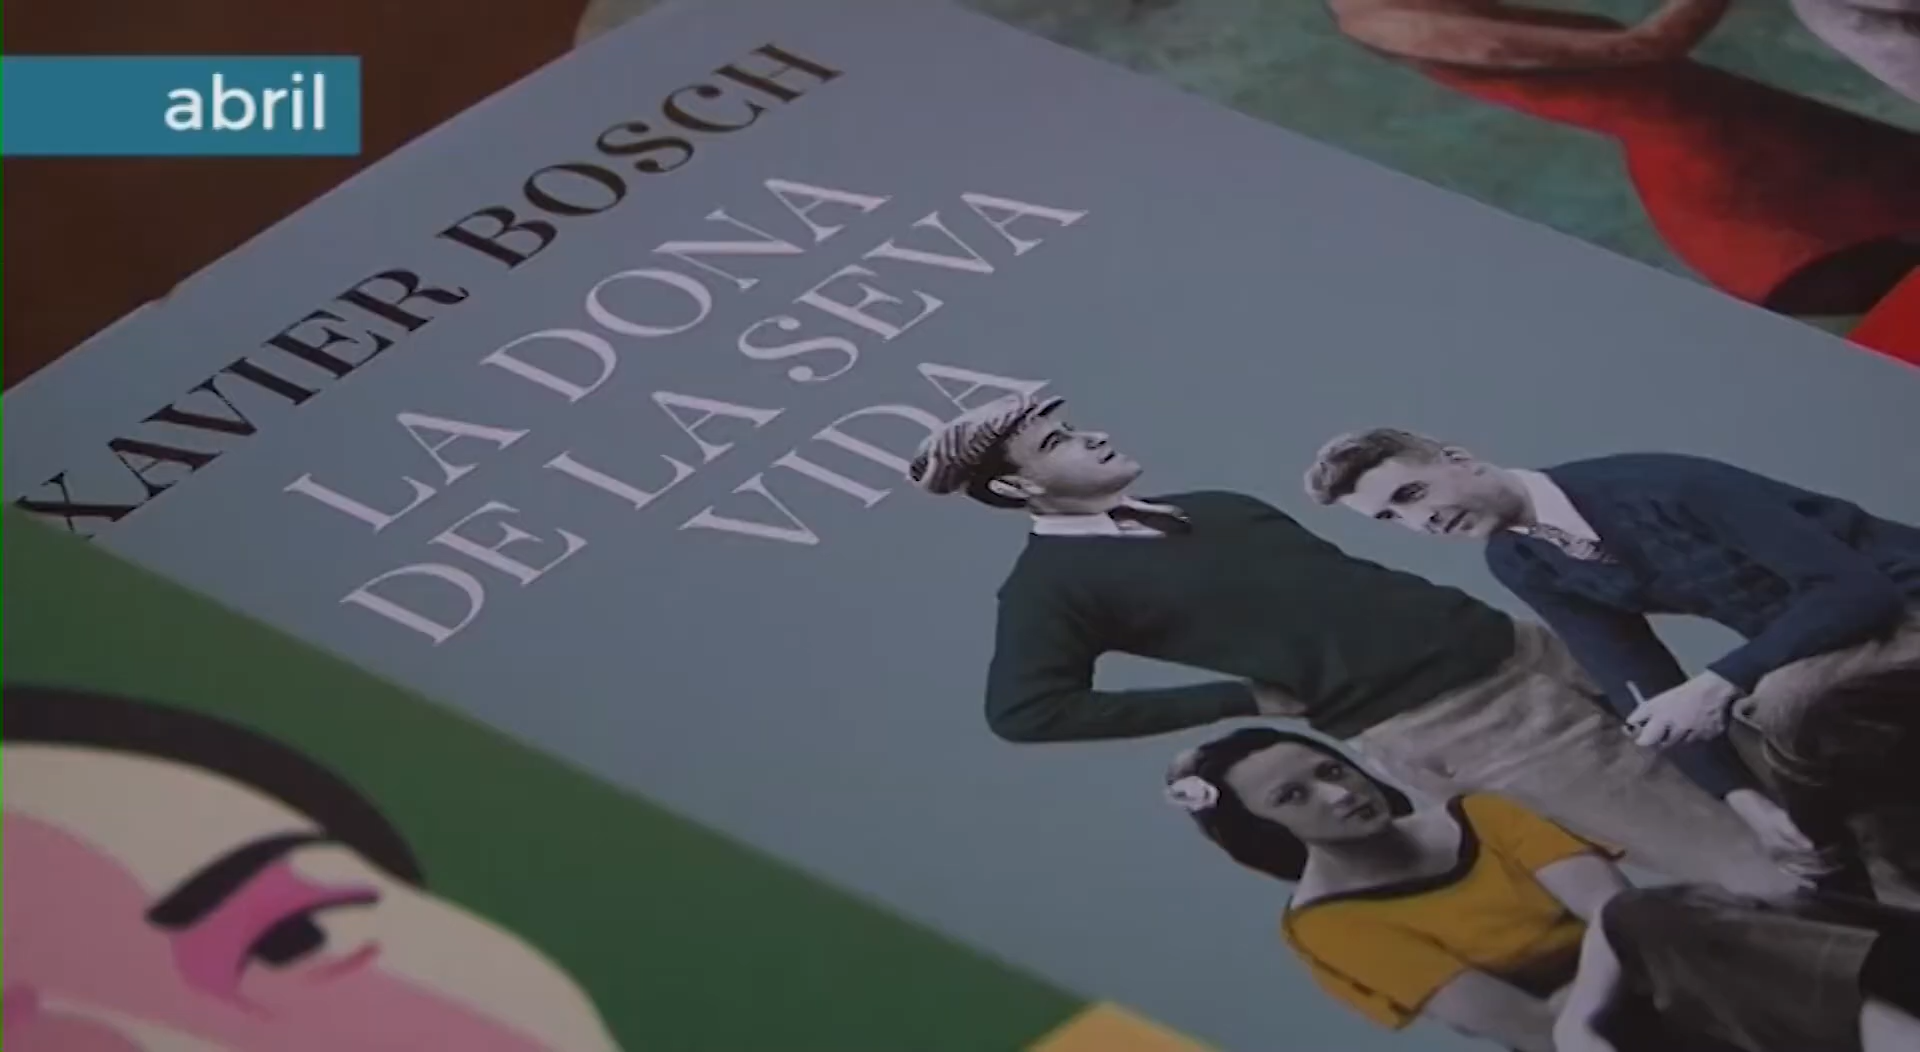 abril
XAVIER BOSCH
LA DONA
DE LA SEVA
VIDA